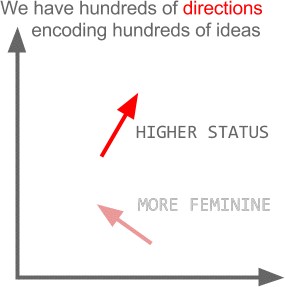 We have hundreds of directions
encoding hundreds of ideas
HIGHER STATUS
MORE FEMININE